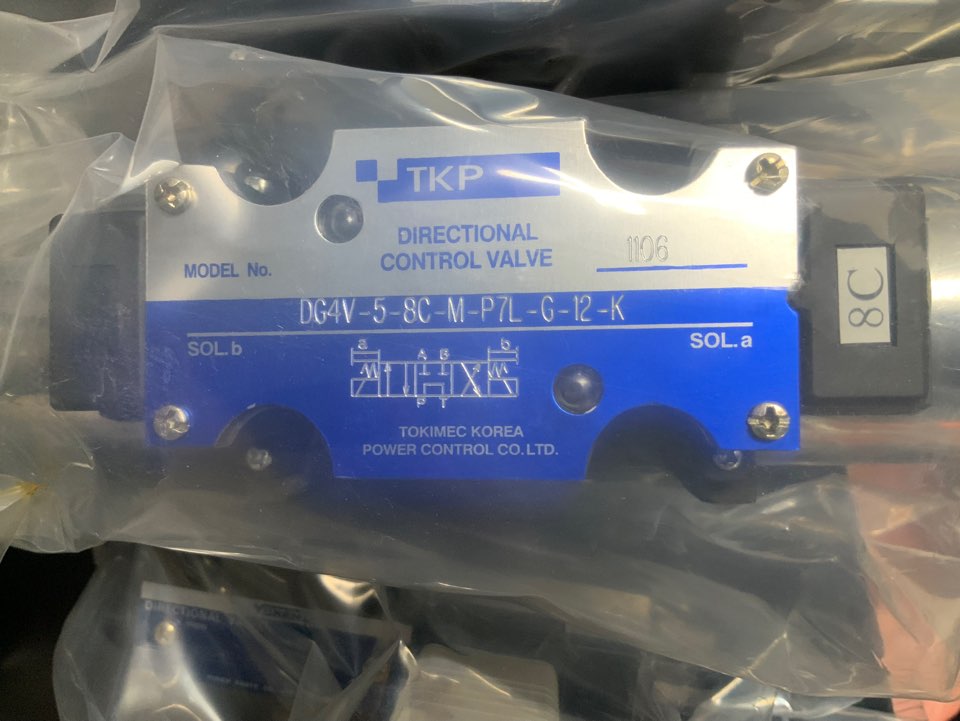 TKP
DIRECTIONAL
CONTROL VALVE
1106
MODEL No.
DG4V-5-8C-M-P7L-G-12-K
SOL.b
SOL.a
a A B b
P T
TOKIMEC KOREA
POWER CONTROL CO.LTD.
8C
DIRECTIONAL